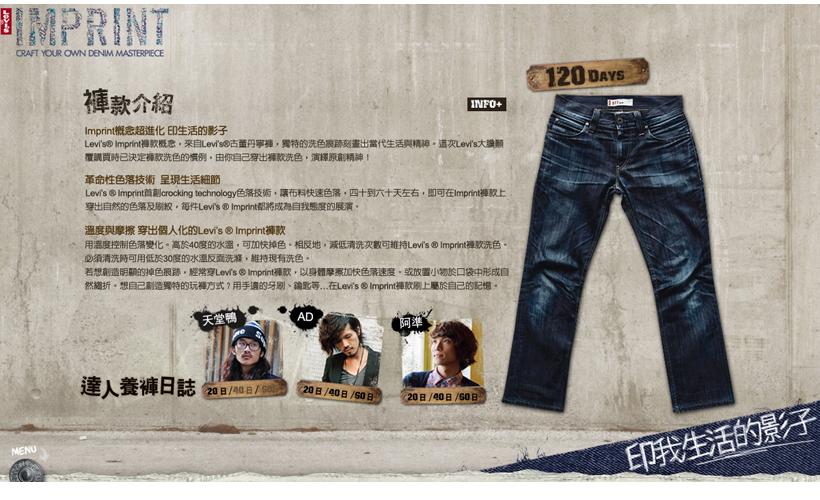 LEVI'S
IMPRINT
CRAFT YOUR OWN DENIM MASTERPIECE
120 DAYS
褲款介紹
INFO+
Imprint概念超進化 印生活的影子
Levi's® Imprint褲款概念，來自Levi's®古董丹寧褲，獨特的洗色痕跡刻畫出當代生活與精神。這次Levi's大膽顛
覆購買時已決定褲款洗色的慣例，由你自己穿出褲款洗色，演繹原創精神！
革命性色落技術 呈現生活細節
Levi's ® Imprint首創crocking technology色落技術，讓布料快速色落，四十到六十天左右，即可在Imprint褲款上
穿出自然的色落及刷紋，每件Levi's ® Imprint都將成為自我態度的展演。
溫度與摩擦 穿出個人化的Levi's ® Imprint褲款
用溫度控制色落變化。高於40度的水溫，可加快掉色。相反地，減低清洗次數可維持Levi's ® Imprint褲款洗色。
必須清洗時可用低於30度的水溫反面洗滌，維持現有洗色。
若想創造明顯的掉色痕跡，經常穿Levi's ® Imprint褲款，以身體摩擦加快色落速度。或放置小物於口袋中形成自
然縐折。想自己創造獨特的玩褲方式？用手邊的牙刷、鑰匙等...在Levi's ® Imprint褲款刷上屬於自己的記憶。
天堂鴨
AD
阿準
達人養褲日誌
20日/40日/60日
20日/40日/60日
20日/40日/60日
印我生活的影子
MENU